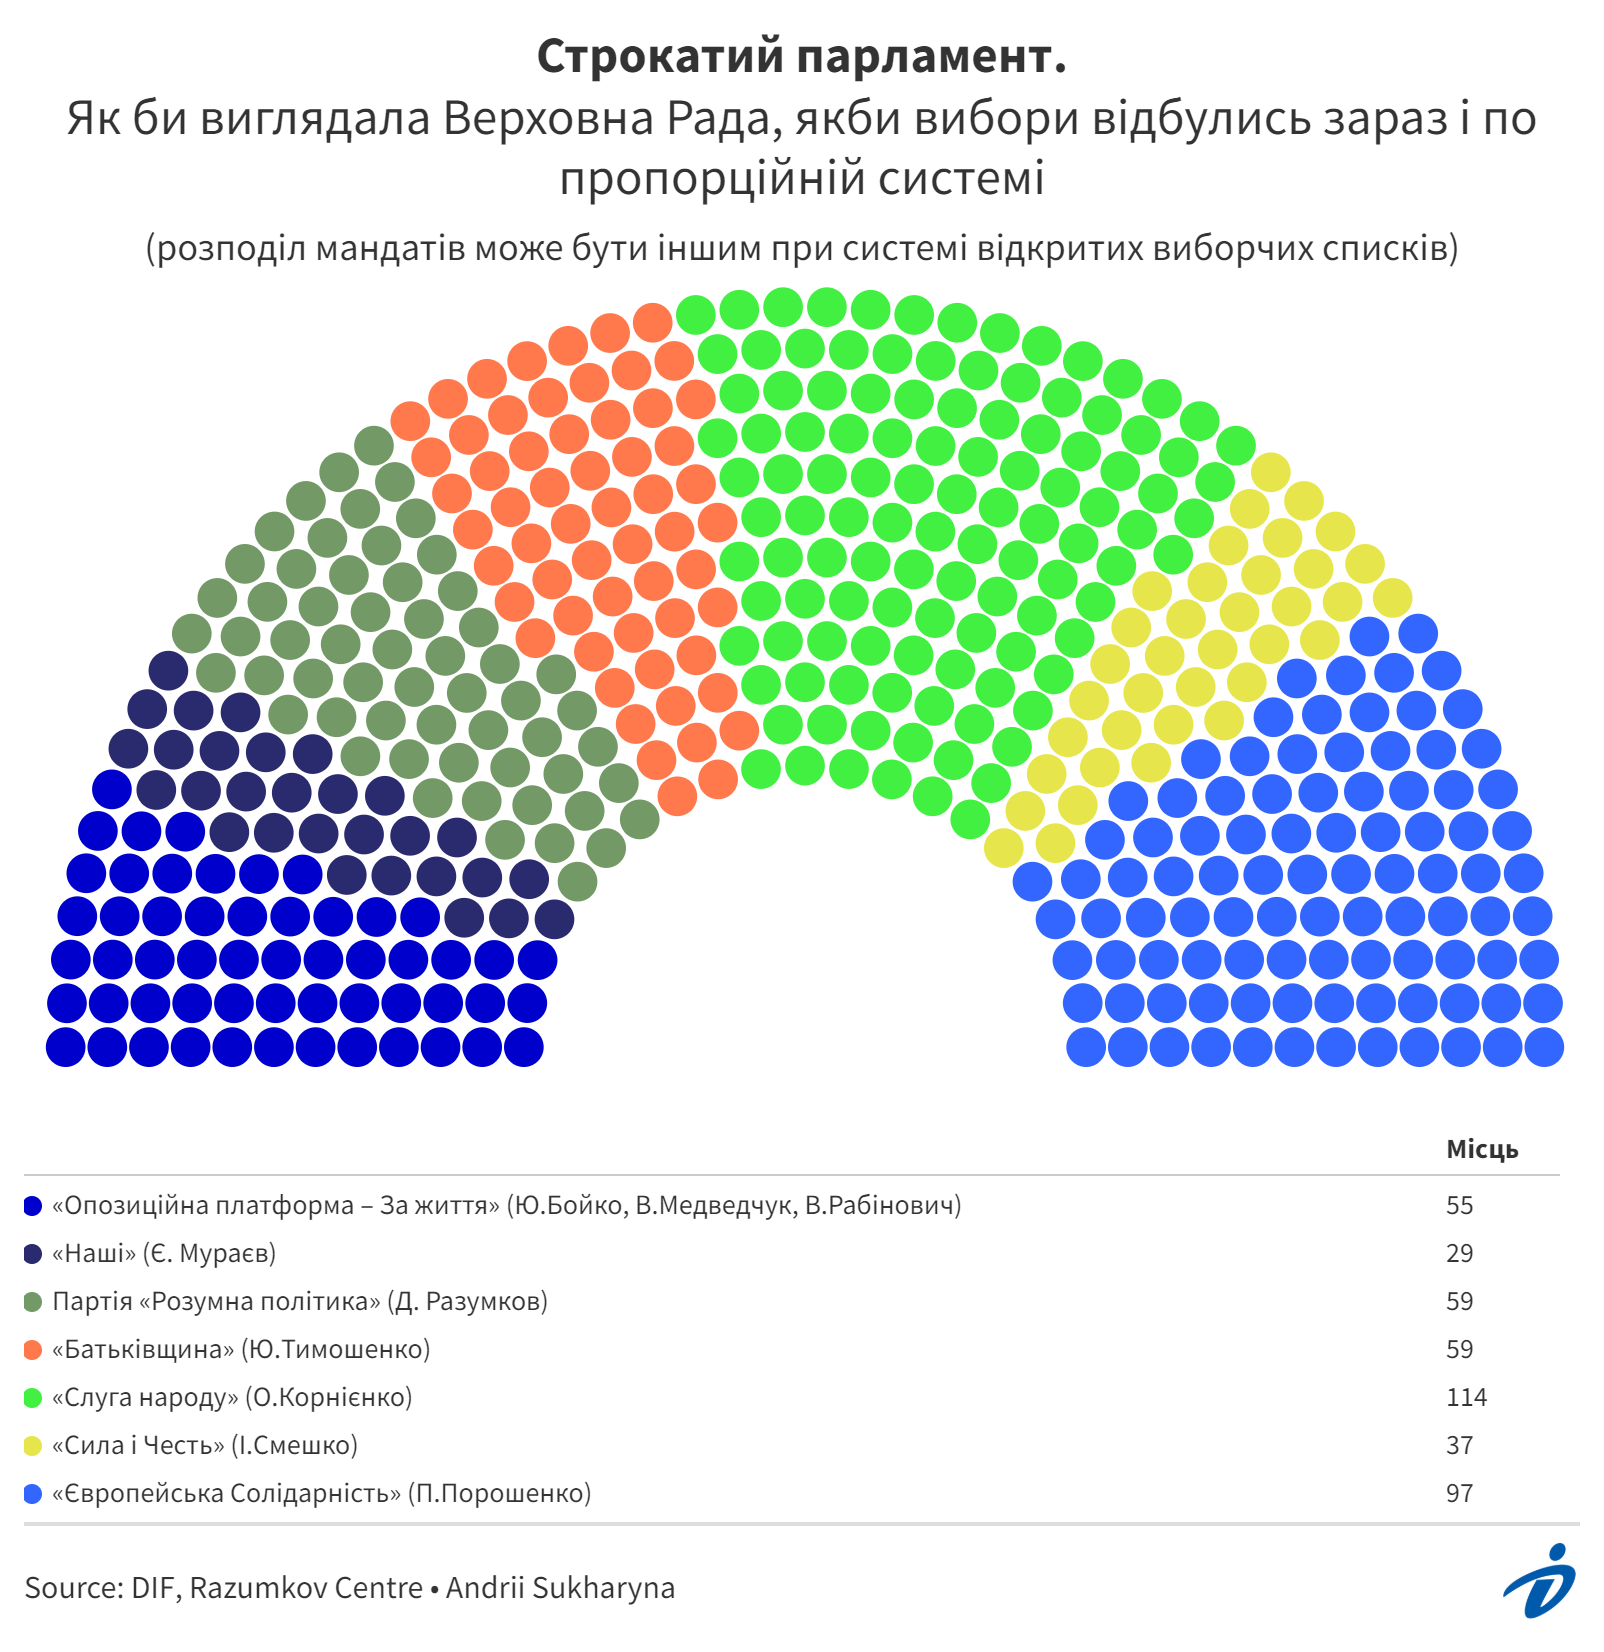 Строкатий парламент.
Як би виглядала Верховна Рада, якби вибори відбулись зараз і по
пропорційній системі
(розподіл мандатів може бути іншим при системі відкритих виборчих списків)
Місць
«Опозиційна платформа – За життя» (Ю.Бойко, В.Медведчук, В.Рабінович) 55
«Наші» (Є. Мураєв) 29
Партія «Розумна політика» (Д. Разумков) 59
«Батьківщина» (Ю.Тимошенко) 59
«Слуга народу» (О.Корнієнко) 114
«Сила і Честь» (І.Смешко) 37
«Європейська Солідарність» (П.Порошенко) 97
Source: DIF, Razumkov Centre • Andrii Sukharyna